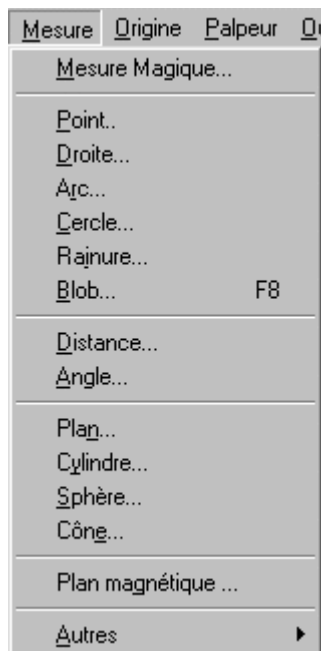 Mesure Origine Palpeur
Mesure Magique...
Point..
Droite...
Arc...
Cercle...
Rainure...
Blob... F8
Distance...
Angle...
Plan...
Cylindre...
Sphère...
Cône...
Plan magnétique ...
Autres